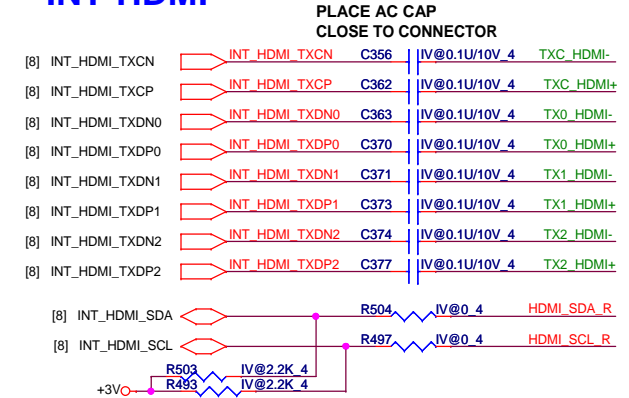 INT HDMI
PLACE AC CAP
CLOSE TO CONNECTOR
[8] INT_HDMI_TXCN INT_HDMI_TXCN C356 IV@0.1U/10V_4 TXC_HDMI-
[8] INT_HDMI_TXCP INT_HDMI_TXCP C362 IV@0.1U/10V_4 TXC_HDMI+
[8] INT_HDMI_TXDN0 INT_HDMI_TXDN0 C363 IV@0.1U/10V_4 TX0_HDMI-
[8] INT_HDMI_TXDP0 INT_HDMI_TXDP0 C370 IV@0.1U/10V_4 TX0_HDMI+
[8] INT_HDMI_TXDN1 INT_HDMI_TXDN1 C371 IV@0.1U/10V_4 TX1_HDMI-
[8] INT_HDMI_TXDP1 INT_HDMI_TXDP1 C373 IV@0.1U/10V_4 TX1_HDMI+
[8] INT_HDMI_TXDN2 INT_HDMI_TXDN2 C374 IV@0.1U/10V_4 TX2_HDMI-
[8] INT_HDMI_TXDP2 INT_HDMI_TXDP2 C377 IV@0.1U/10V_4 TX2_HDMI+
[8] INT_HDMI_SDA R504 IV@0_4 HDMI_SDA_R
[8] INT_HDMI_SCL R497 IV@0_4 HDMI_SCL_R
R503 IV@2.2K_4
+3V R493 IV@2.2K_4